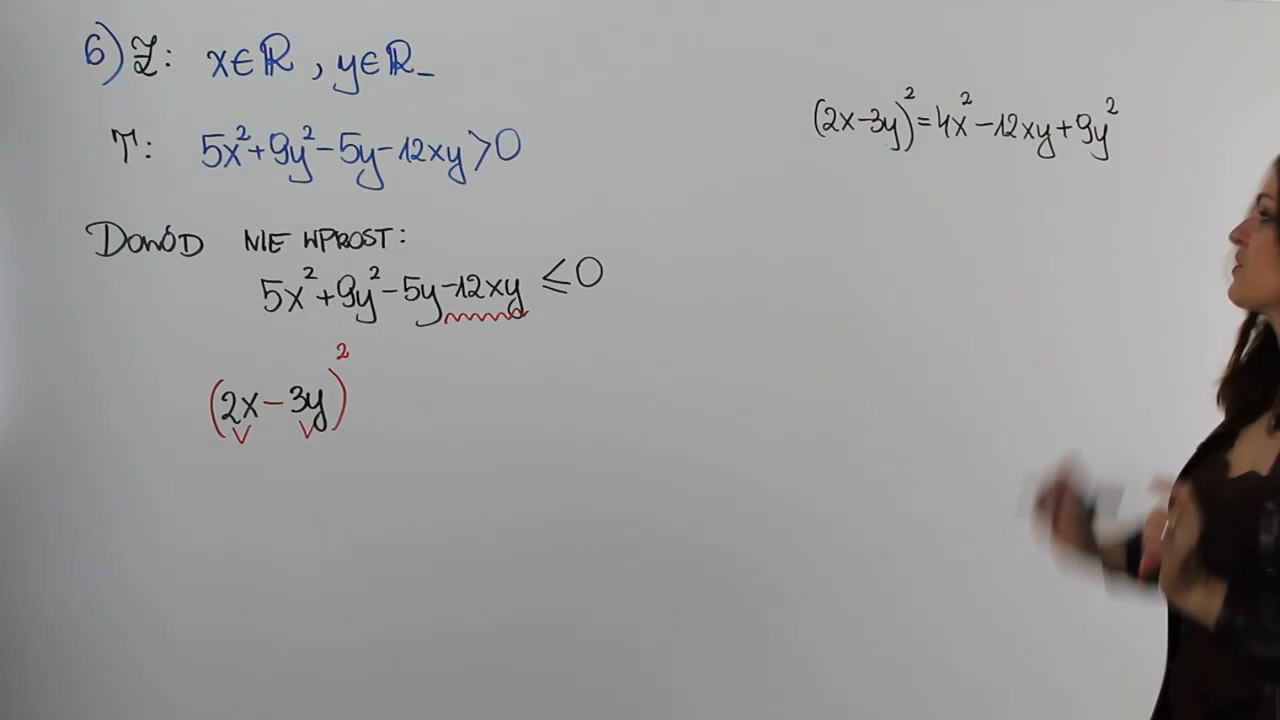 6) Z: x∈ℝ, y∈ℝ_
T: 5x²+9y²-5y-12xy>0
DOWÓD NIE WPROST:
5x²+9y²-5y-12xy ≤0
(2x-3y)²
(2x-3y)²=4x²-12xy+9y²